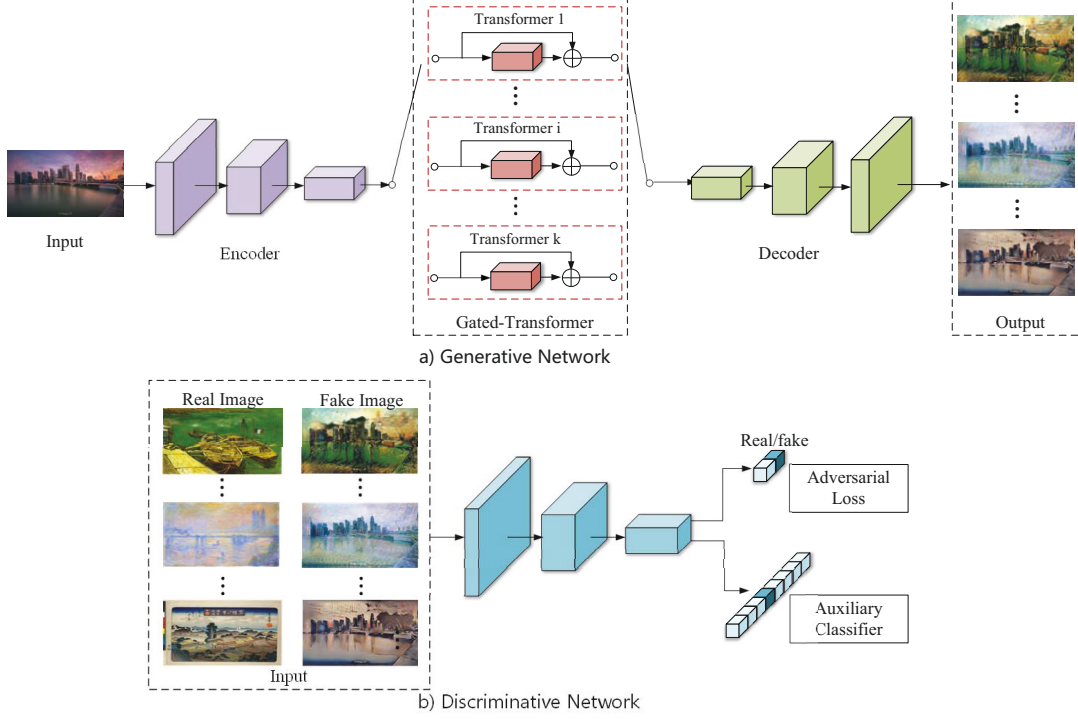 Transformer 1
Transformer i
Transformer k
Input
Encoder
Gated-Transformer
Decoder
Output
a) Generative Network
Real Image
Fake Image
Input
Real/fake
Adversarial
Loss
Auxiliary
Classifier
b) Discriminative Network